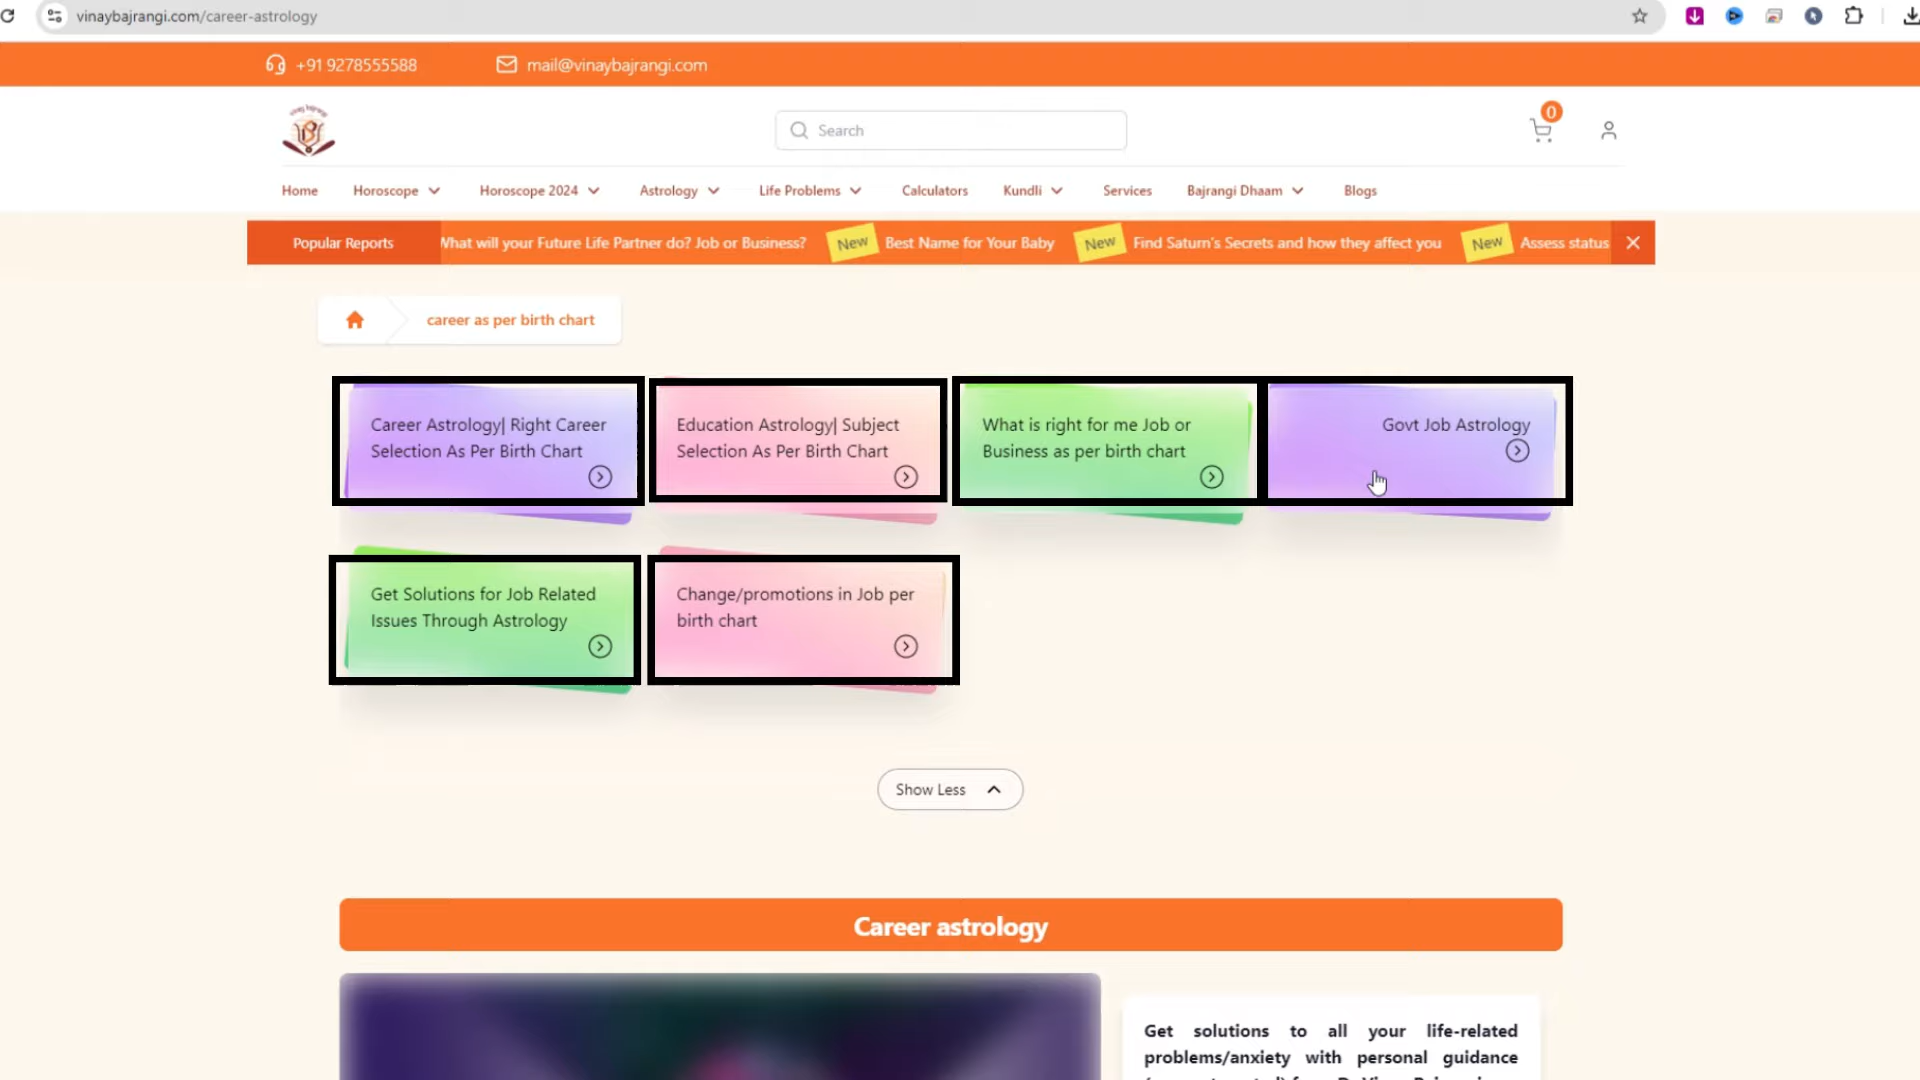 vinaybajrangi.com/career-astrology
+91 9278555588
mail@vinaybajrangi.com
vinay bajrangi
Search
0
Home
Horoscope
Horoscope 2024
Astrology
Life Problems
Calculators
Kundli
Services
Bajrangi Dhaam
Blogs
Popular Reports
What will your Future Life Partner do? Job or Business?
New
Best Name for Your Baby
New
Find Saturn's Secrets and how they affect you
New
Assess status
career as per birth chart
Career Astrology| Right Career
Selection As Per Birth Chart
Education Astrology| Subject
Selection As Per Birth Chart
What is right for me Job or
Business as per birth chart
Govt Job Astrology
Get Solutions for Job Related
Issues Through Astrology
Change/promotions in Job per
birth chart
Show Less
Career astrology
Get solutions to all your life-related
problems/anxiety with personal guidance